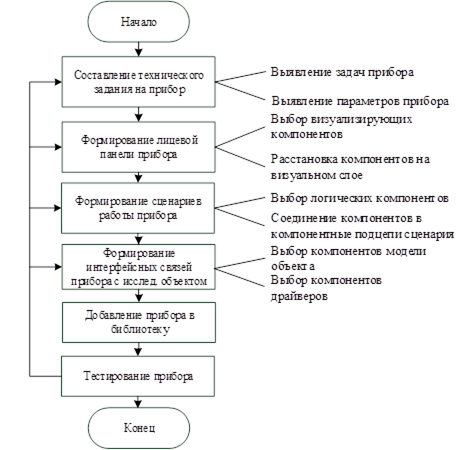 Начало
Составление технического
задания на прибор
Выявление задач прибора
Выявление параметров прибора
Формирование лицевой
панели прибора
Выбор визуализирующих
компонентов
Расстановка компонентов на
визуальном слое
Формирование сценариев
работы прибора
Выбор логических компонентов
Соединение компонентов в
компонентные подцепи сценария
Формирование
интерфейсных связей
прибора с исслед. объектом
Выбор компонентов модели
объекта
Выбор компонентов
драйверов
Добавление прибора в
библиотеку
Тестирование прибора
Конец